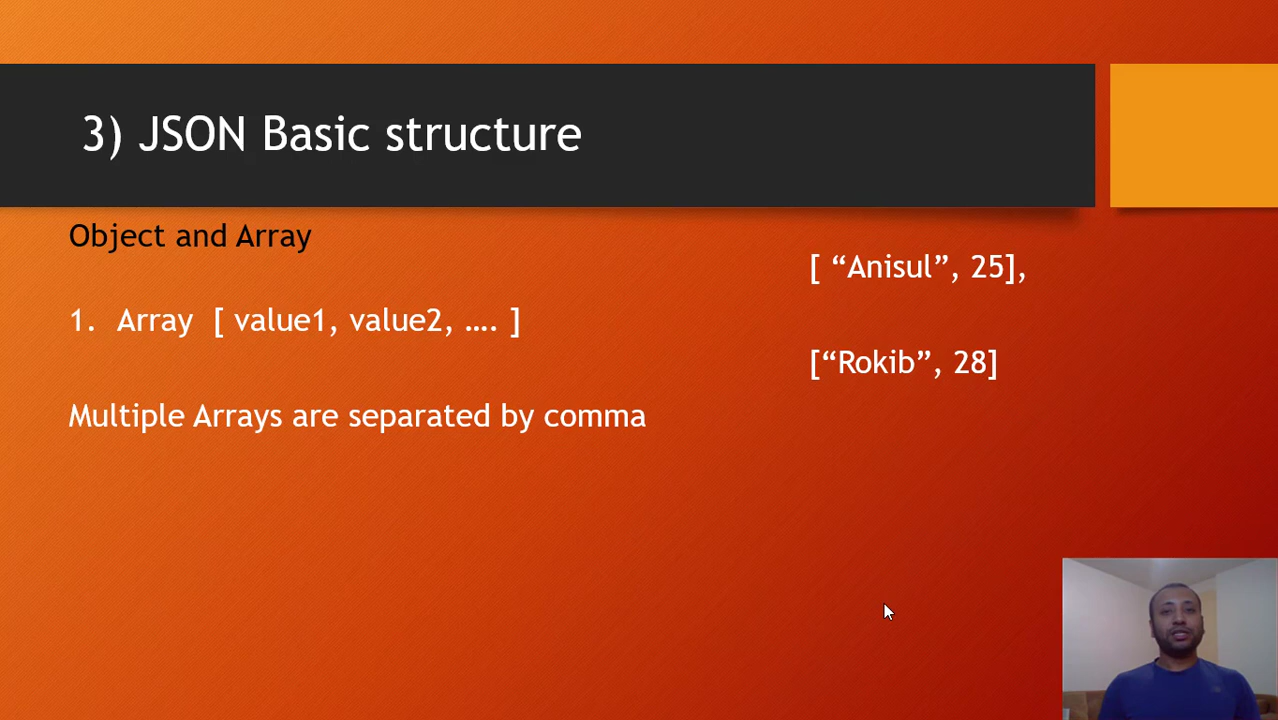 3) JSON Basic structure
Object and Array
1. Array [ value1, value2, .... ]
Multiple Arrays are separated by comma
[ “Anisul”, 25],
[“Rokib”, 28]